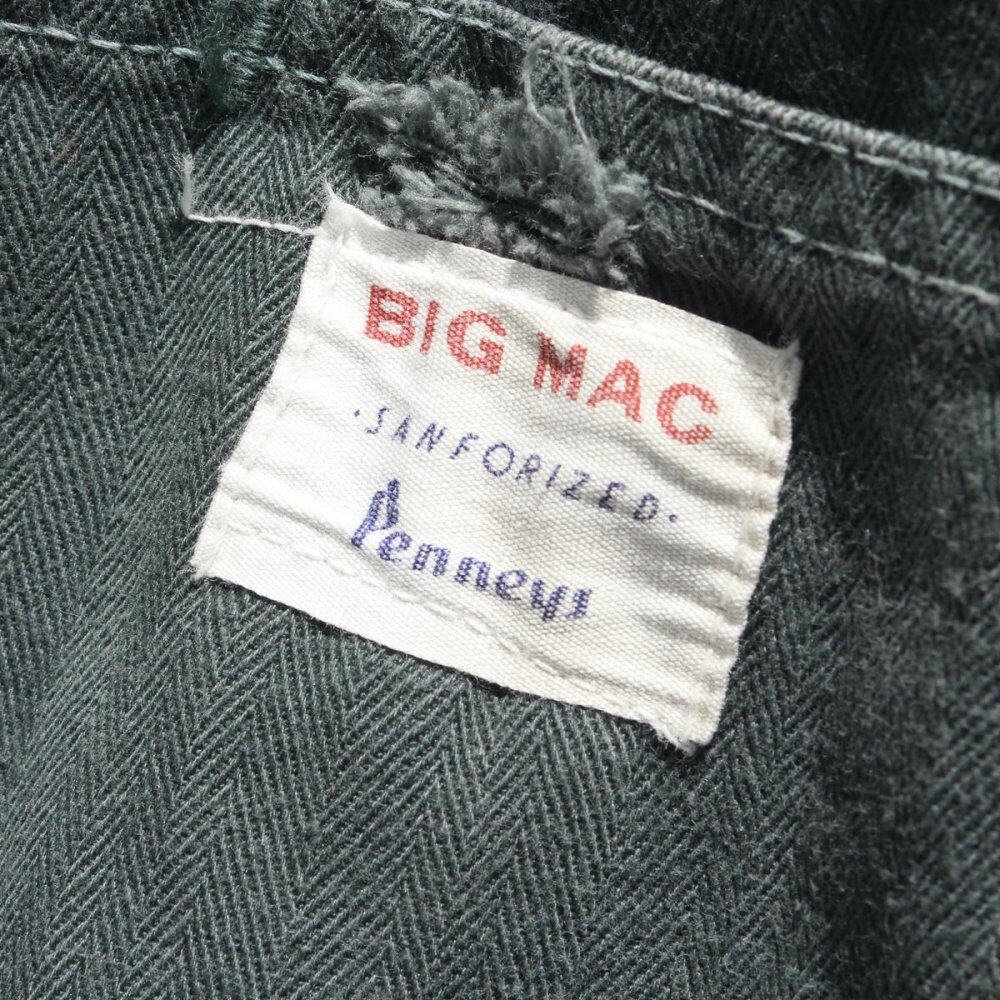 BIG MAC
·SANFORIZED·
Penneys